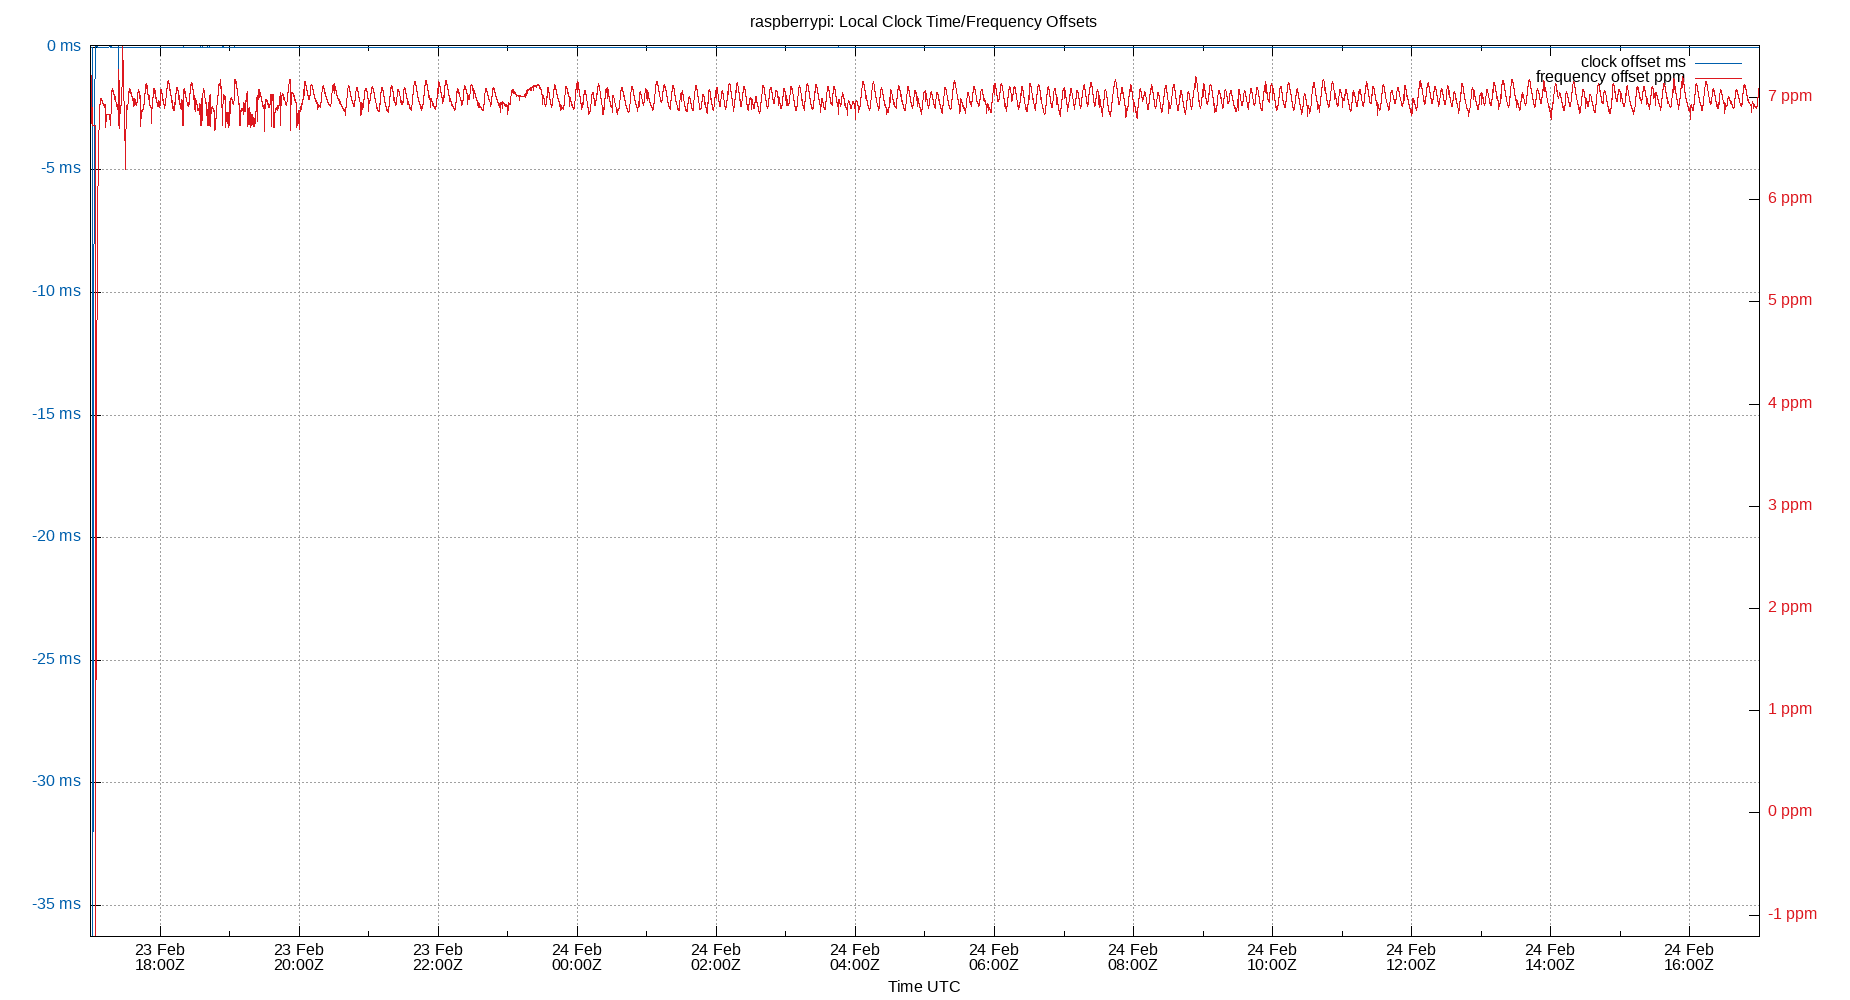 raspberrypi: Local Clock Time/Frequency Offsets
clock offset ms
frequency offset ppm
0 ms
-5 ms
-10 ms
-15 ms
-20 ms
-25 ms
-30 ms
-35 ms
7 ppm
6 ppm
5 ppm
4 ppm
3 ppm
2 ppm
1 ppm
0 ppm
-1 ppm
23 Feb 23 Feb 23 Feb 24 Feb 24 Feb 24 Feb 24 Feb 24 Feb 24 Feb 24 Feb 24 Feb 24 Feb
18:00Z 20:00Z 22:00Z 00:00Z 02:00Z 04:00Z 06:00Z 08:00Z 10:00Z 12:00Z 14:00Z 16:00Z
Time UTC